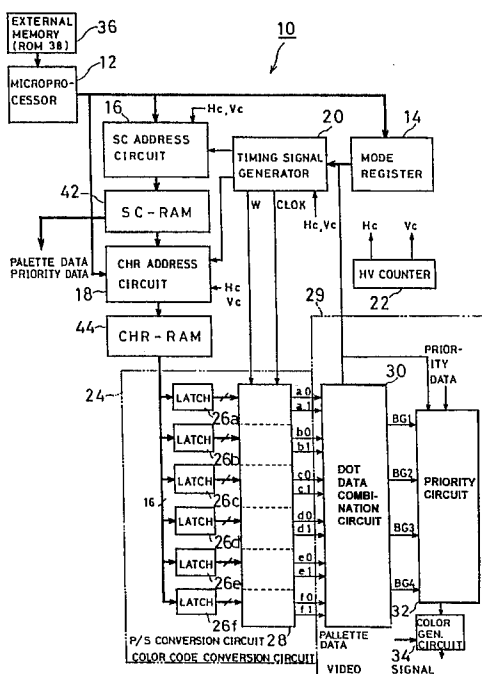 EXTERNAL
MEMORY
(ROM 38)
36
12
MICROPRO-
CESSOR
10
16
Hc, Vc
SC ADDRESS
CIRCUIT
20
TIMING SIGNAL
GENERATOR
14
MODE
REGISTER
42
SC-RAM
W
CLOK
Hc, Vc
Hc
Vc
PALETTE DATA
PRIORITY DATA
CHR ADDRESS
CIRCUIT
18
Hc
Vc
HV COUNTER
22
44
CHR-RAM
29
24
30
PRIOR-
ITY
DATA
LATCH
26a
LATCH
26b
LATCH
26c
LATCH
26d
LATCH
26e
LATCH
26f
16
a0
a1
b0
b1
c0
c1
d0
d1
e0
e1
f0
f1
DOT
DATA
COMBI-
NATION
CIRCUIT
BG1
BG2
BG3
BG4
PRIORITY
CIRCUIT
32
P/S CONVERSION CIRCUIT 28
COLOR CODE CONVERSION CIRCUIT
PALLETTE
DATA
COLOR
GEN.
CIRCUIT
34
VIDEO SIGNAL